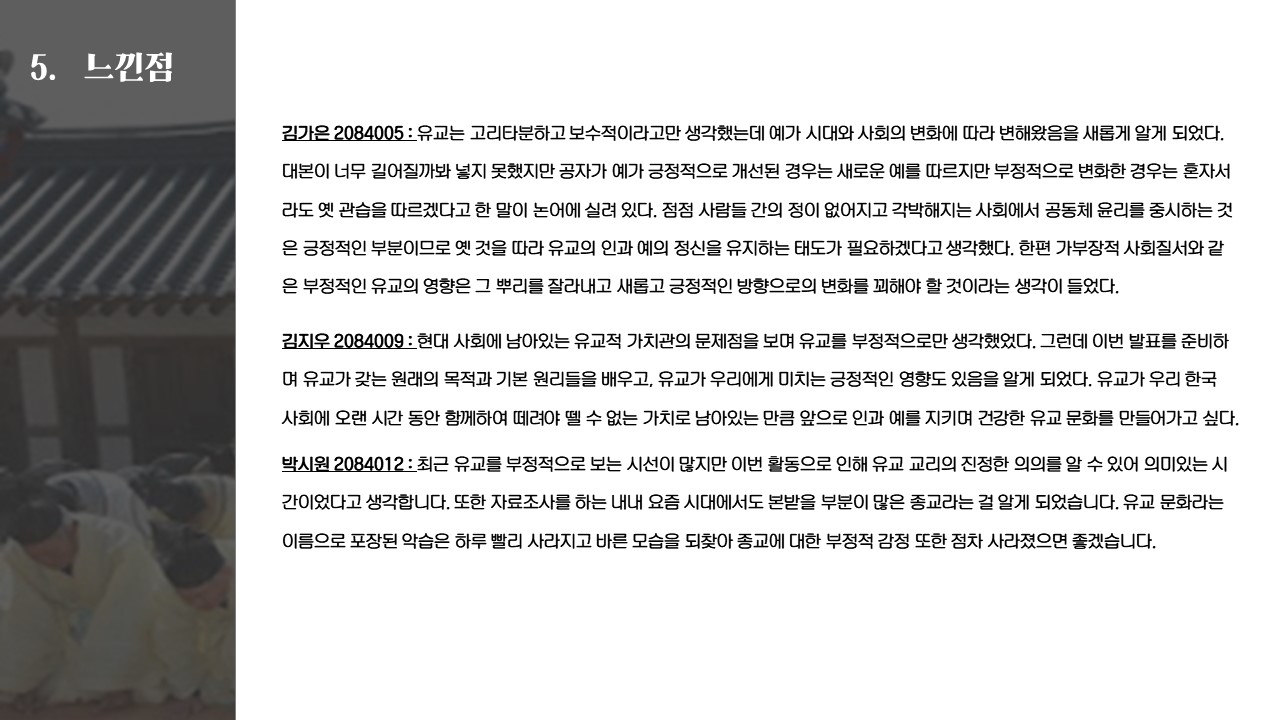 5. 느낀점
김가은 2084005 : 유교는 고리타분하고 보수적이라고만 생각했는데 예가 시대와 사회의 변화에 따라 변해왔음을 새롭게 알게 되었다.
대본이 너무 길어질까봐 넣지 못했지만 공자가 예가 긍정적으로 개선된 경우는 새로운 예를 따르지만 부정적으로 변화한 경우는 혼자서
라도 옛 관습을 따르겠다고 한 말이 논어에 실려 있다. 점점 사람들 간의 정이 없어지고 각박해지는 사회에서 공동체 윤리를 중시하는 것
은 긍정적인 부분이므로 옛 것을 따라 유교의 인과 예의 정신을 유지하는 태도가 필요하겠다고 생각했다. 한편 가부장적 사회질서와 같
은 부정적인 유교의 영향은 그 뿌리를 잘라내고 새롭고 긍정적인 방향으로의 변화를 꾀해야 할 것이라는 생각이 들었다.
김지우 2084009 : 현대 사회에 남아있는 유교적 가치관의 문제점을 보며 유교를 부정적으로만 생각했었다. 그런데 이번 발표를 준비하
며 유교가 갖는 원래의 목적과 기본 원리들을 배우고, 유교가 우리에게 미치는 긍정적인 영향도 있음을 알게 되었다. 유교가 우리 한국
사회에 오랜 시간 동안 함께하여 떼려야 뗄 수 없는 가치로 남아있는 만큼 앞으로 인과 예를 지키며 건강한 유교 문화를 만들어가고 싶다.
박시원 2084012 : 최근 유교를 부정적으로 보는 시선이 많지만 이번 활동으로 인해 유교 교리의 진정한 의의를 알 수 있어 의미있는 시
간이었다고 생각합니다. 또한 자료조사를 하는 내내 요즘 시대에서도 본받을 부분이 많은 종교라는 걸 알게 되었습니다. 유교 문화라는
이름으로 포장된 악습은 하루 빨리 사라지고 바른 모습을 되찾아 종교에 대한 부정적 감정 또한 점차 사라졌으면 좋겠습니다.